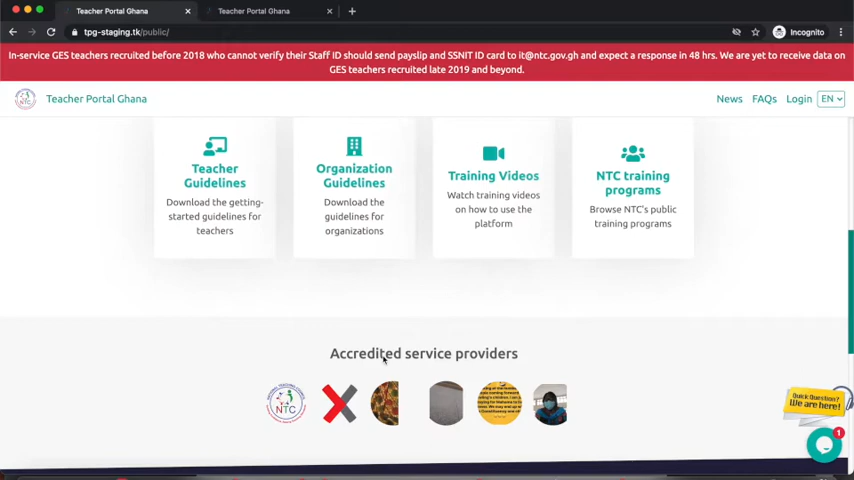 Teacher Portal Ghana
Teacher Portal Ghana
tpg-staging.tk/public/
Incognito
In-service GES teachers recruited before 2018 who cannot verify their Staff ID should send payslip and SSNIT ID card to it@ntc.gov.gh and expect a response in 48 hrs. We are yet to receive data on
GES teachers recruited late 2019 and beyond.
Teacher Portal Ghana
News
FAQs
Login
EN
Teacher
Guidelines
Download the getting-
started guidelines for
teachers
Organization
Guidelines
Download the
guidelines for
organizations
Training Videos
Watch training videos
on how to use the
platform
NTC training
programs
Browse NTC's public
training programs
Accredited service providers
NTC
Quick Question?
We are here!
1